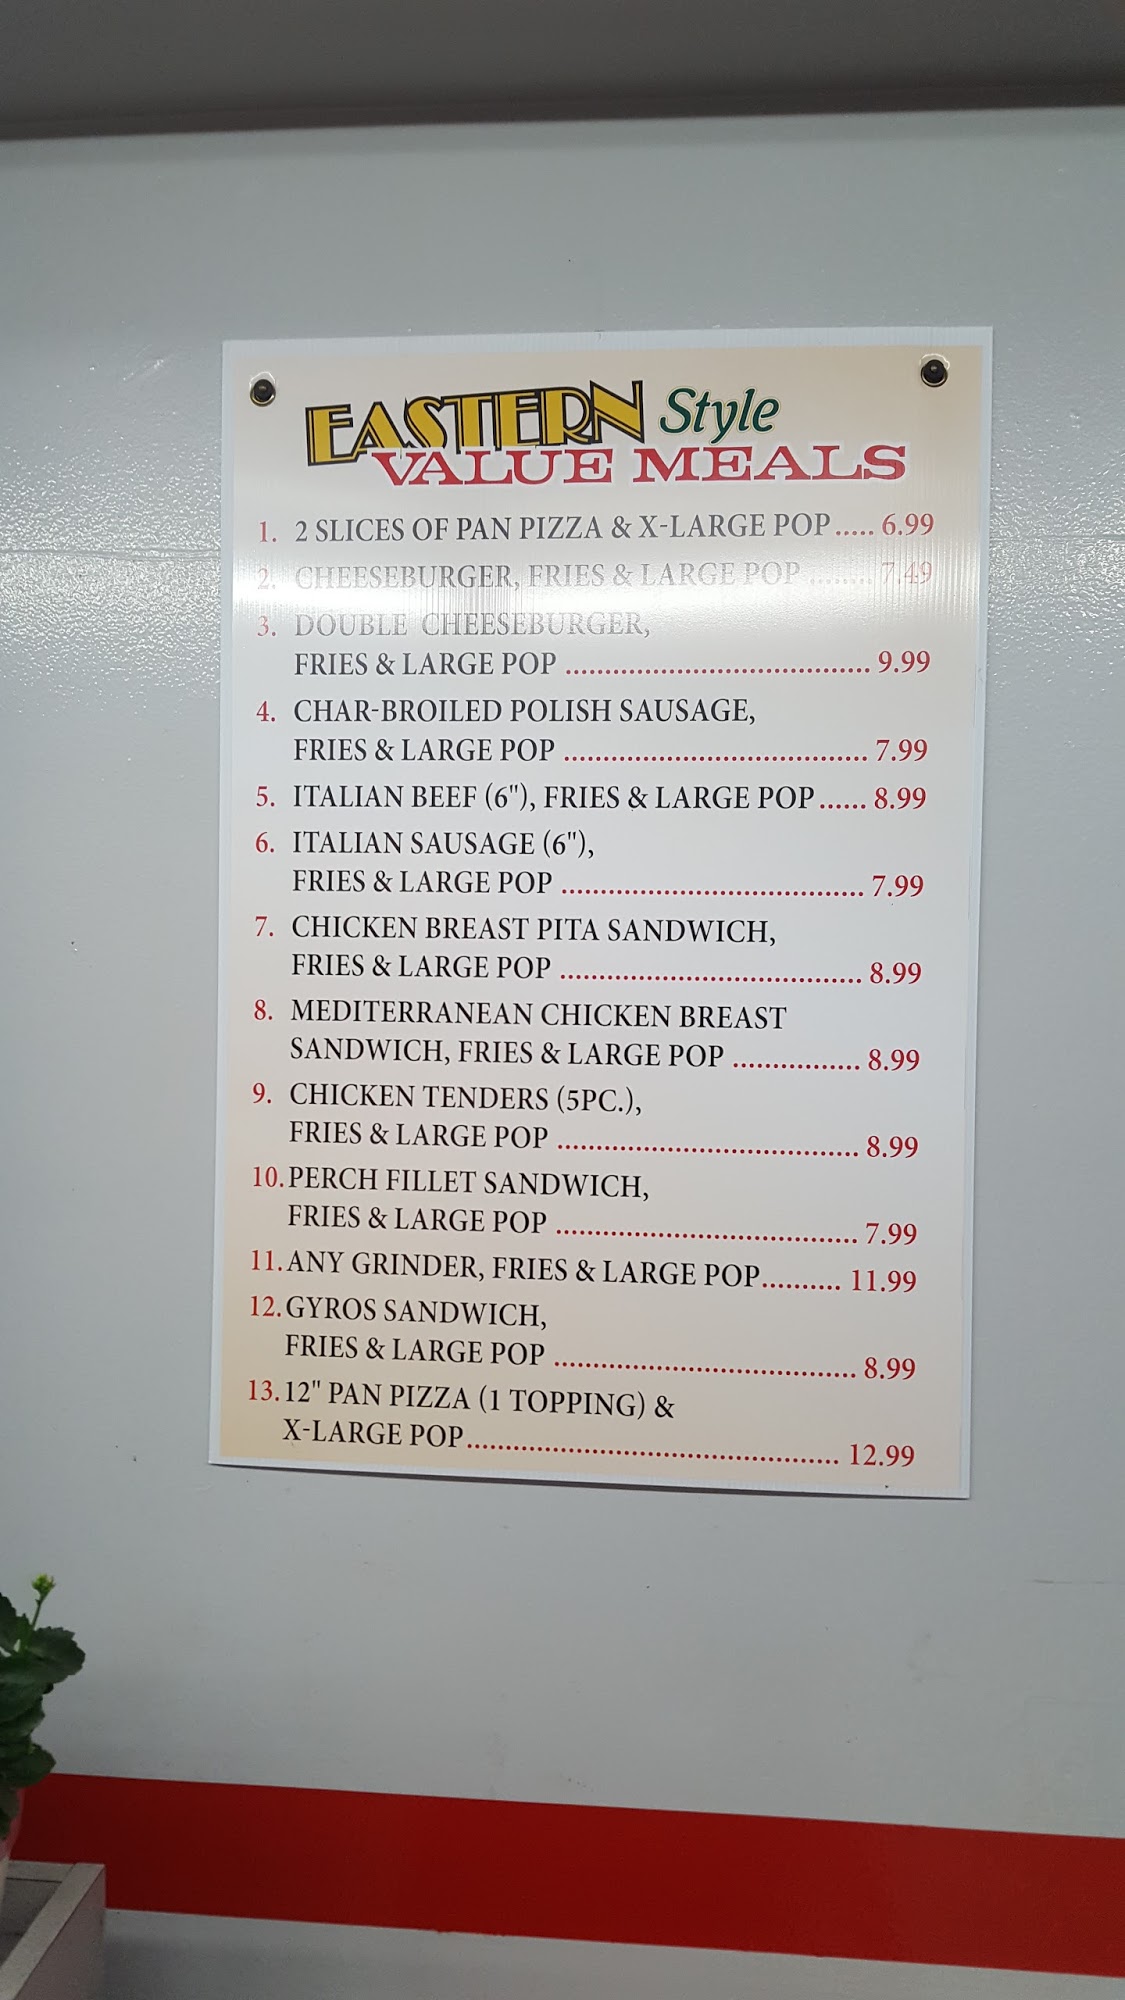 EASTERN Style
VALUE MEALS
1. 2 SLICES OF PAN PIZZA & X-LARGE POP ..... 6.99
2. CHEESEBURGER, FRIES & LARGE POP ........ 7.49
3. DOUBLE CHEESEBURGER,
FRIES & LARGE POP ....................................... 9.99
4. CHAR-BROILED POLISH SAUSAGE,
FRIES & LARGE POP ....................................... 7.99
5. ITALIAN BEEF (6"), FRIES & LARGE POP ...... 8.99
6. ITALIAN SAUSAGE (6"),
FRIES & LARGE POP ....................................... 7.99
7. CHICKEN BREAST PITA SANDWICH,
FRIES & LARGE POP ....................................... 8.99
8. MEDITERRANEAN CHICKEN BREAST
SANDWICH, FRIES & LARGE POP ................ 8.99
9. CHICKEN TENDERS (5PC.),
FRIES & LARGE POP ....................................... 8.99
10. PERCH FILLET SANDWICH,
FRIES & LARGE POP ....................................... 7.99
11. ANY GRINDER, FRIES & LARGE POP .......... 11.99
12. GYROS SANDWICH,
FRIES & LARGE POP ....................................... 8.99
13. 12" PAN PIZZA (1 TOPPING) &
X-LARGE POP ................................................ 12.99